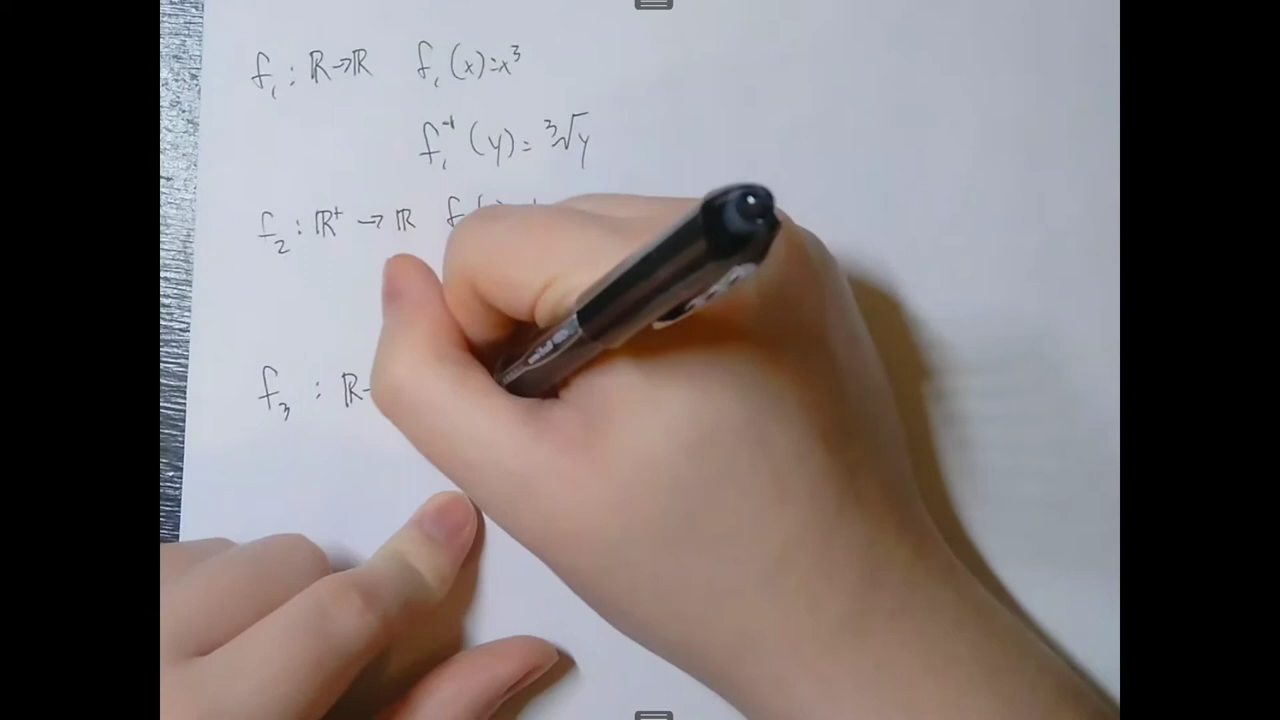 f₁ : ℝ→ℝ f₁(x)=x³
f₁⁻¹(y)=∛y
f₂ : ℝ⁺ → ℝ f
f₃ : ℝ